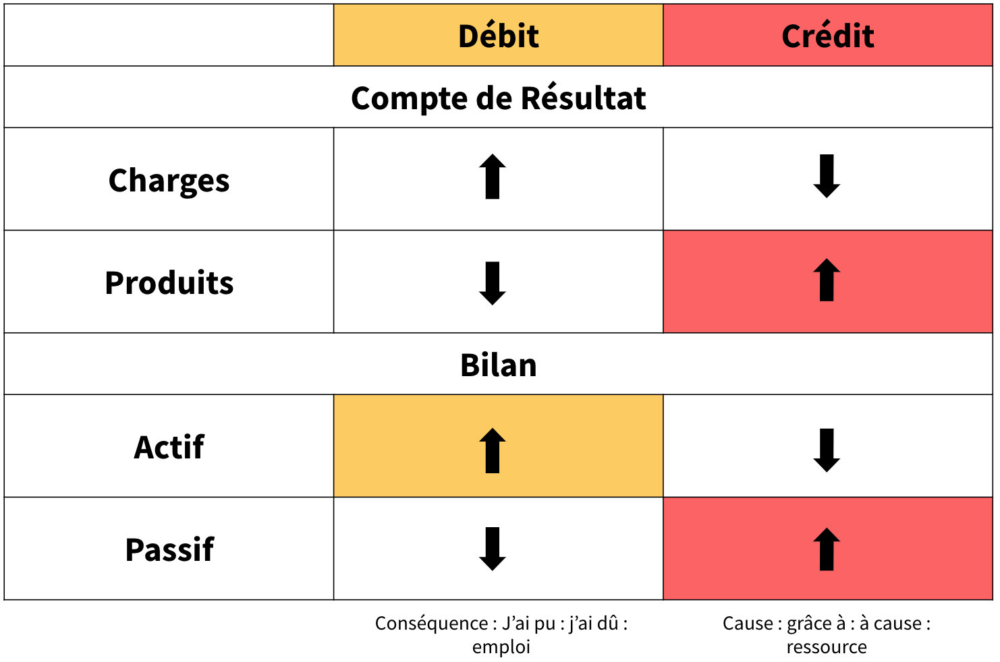 Débit
Crédit
Compte de Résultat
Charges
Produits
Bilan
Actif
Passif
Conséquence : J’ai pu : j’ai dû :
emploi
Cause : grâce à : à cause :
ressource